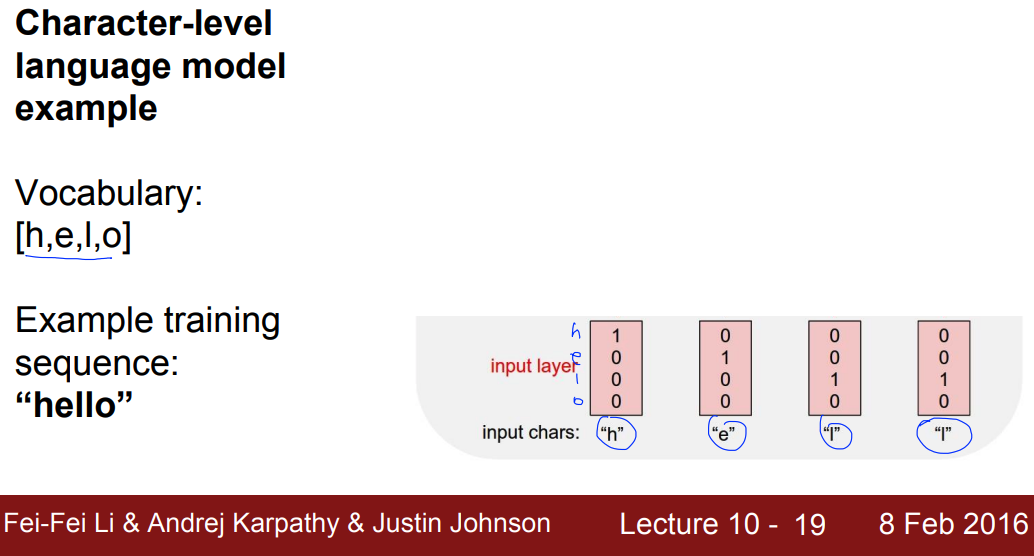 Character-level
language model
example
Vocabulary:
[h,e,l,o]
Example training
sequence:
“hello”
h 1 0 0 0
e 0 1 0 0
input layer
l 0 0 1 1
o 0 0 0 0
input chars: “h” “e” “l” “l”
Fei-Fei Li & Andrej Karpathy & Justin Johnson Lecture 10 - 19 8 Feb 2016